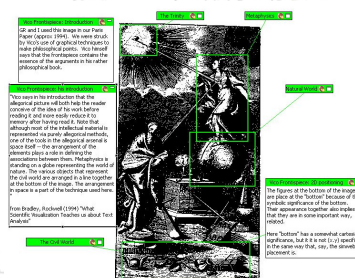 The Trinity
Metaphysics
Vico Frontispiece: Introduction
GR and I used this image in our Paris
Paper (approx 1994). We were struck
by Vico's use of graphical techniques to
make philosophical points. Vico himself
says that the frontispiece contains the
essence of the arguments in his rather
philosophical book.
Natural World
Vico Frontispiece: Introduction
"Vico says in his introduction that the
allegorical picture will both help the reader
conceive of the idea of his work before
reading it and more easily reduce it to
memory after having read it. Note that
although most of the intellectual material is
represented via purely allegorical methods,
one of the tools in the allegorical arsenal is
space itself -- the arrangement of the
elements plays a role in defining the
associations between them. Metaphysics is
standing on a globe representing the world of
nature. The various objects that represent
the civil world are arranged in a line together
at the bottom of the image. The arrangement
in space is a part of the technique used here.
"
From Bradley, Rockwell (1994) "What
Scientific Visualization Teaches us about Text
Analysis"
Vico Frontispiece: 2D positioning
The figures at the bottom of the image
are place at the "bottom" because of t
symbolic significance of the bottom.
Their appearance together also implies
that they are in some important way,
related.
Here "bottom" has a somewhat cartesi
significance, but it is not (x,y) specifi
in the same way that, say, the simwell
placement is.
The Civil World